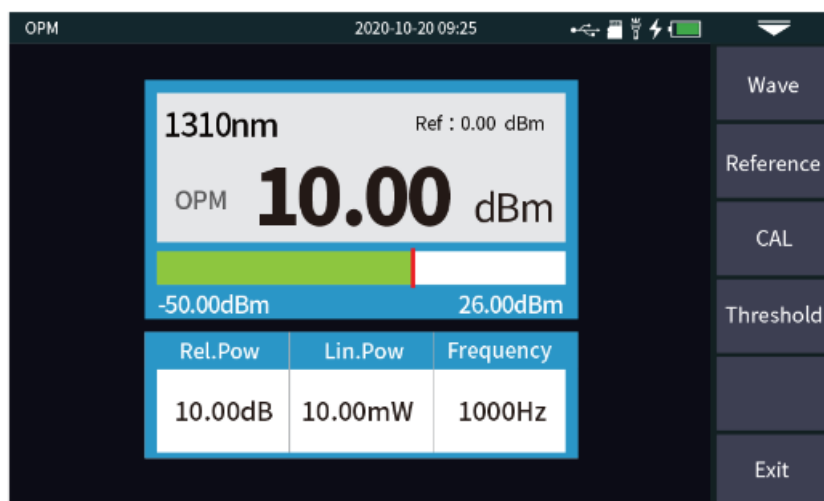 OPM 2020-10-20 09:25
1310nm Ref : 0.00 dBm
OPM 10.00 dBm
-50.00dBm 26.00dBm
Rel.Pow Lin.Pow Frequency
10.00dB 10.00mW 1000Hz
Wave
Reference
CAL
Threshold
Exit